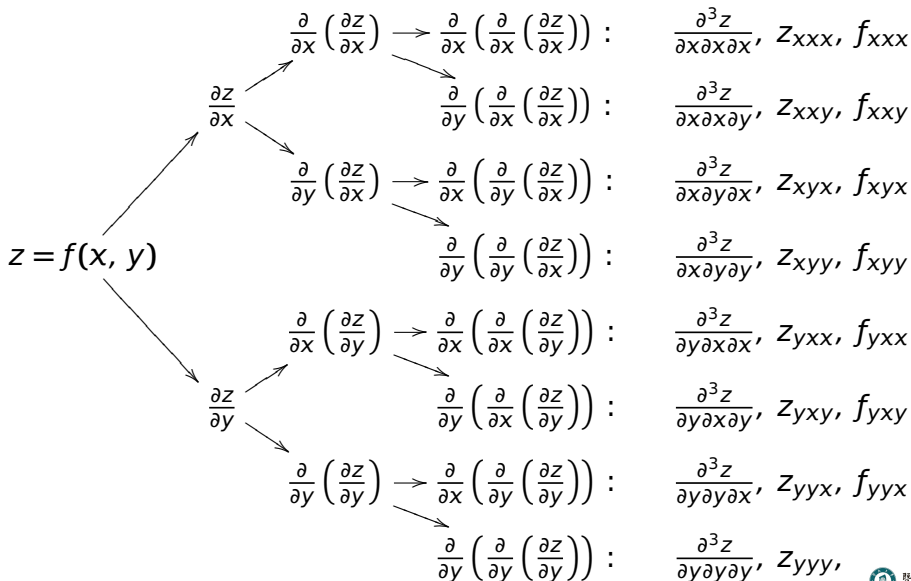 ∂/∂x (∂z/∂x) → ∂/∂x (∂/∂x (∂z/∂x)) : ∂³z/∂x∂x∂x, z_xxx, f_xxx
∂z/∂x ∂/∂y (∂/∂x (∂z/∂x)) : ∂³z/∂x∂x∂y, z_xxy, f_xxy
∂/∂y (∂z/∂x) → ∂/∂x (∂/∂y (∂z/∂x)) : ∂³z/∂x∂y∂x, z_xyx, f_xyx
z = f(x, y) ∂/∂y (∂/∂y (∂z/∂x)) : ∂³z/∂x∂y∂y, z_xyy, f_xyy
∂/∂x (∂z/∂y) → ∂/∂x (∂/∂x (∂z/∂y)) : ∂³z/∂y∂x∂x, z_yxx, f_yxx
∂z/∂y ∂/∂y (∂/∂x (∂z/∂y)) : ∂³z/∂y∂x∂y, z_yxy, f_yxy
∂/∂y (∂z/∂y) → ∂/∂x (∂/∂y (∂z/∂y)) : ∂³z/∂y∂y∂x, z_yyx, f_yyx
∂/∂y (∂/∂y (∂z/∂y)) : ∂³z/∂y∂y∂y, z_yyy,